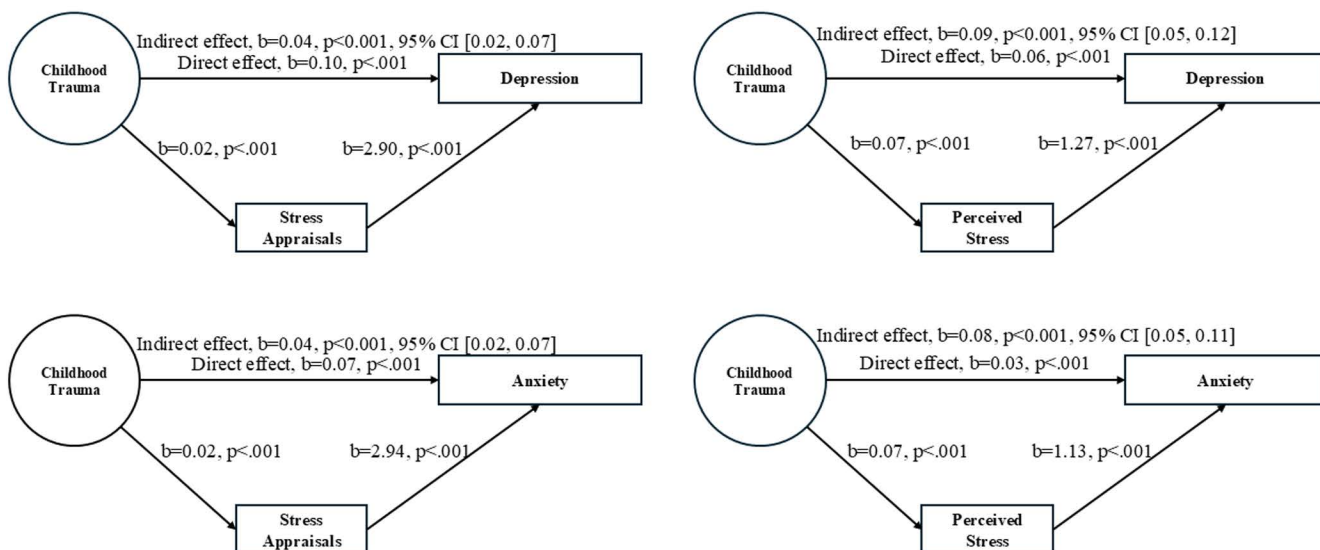 Indirect effect, b=0.04, p<0.001, 95% CI [0.02, 0.07]
Direct effect, b=0.10, p<.001
Childhood
Trauma
Depression
b=0.02, p<.001
b=2.90, p<.001
Stress
Appraisals
Indirect effect, b=0.09, p<0.001, 95% CI [0.05, 0.12]
Direct effect, b=0.06, p<.001
Childhood
Trauma
Depression
b=0.07, p<.001
b=1.27, p<.001
Perceived
Stress
Indirect effect, b=0.04, p<0.001, 95% CI [0.02, 0.07]
Direct effect, b=0.07, p<.001
Childhood
Trauma
Anxiety
b=0.02, p<.001
b=2.94, p<.001
Stress
Appraisals
Indirect effect, b=0.08, p<0.001, 95% CI [0.05, 0.11]
Direct effect, b=0.03, p<.001
Childhood
Trauma
Anxiety
b=0.07, p<.001
b=1.13, p<.001
Perceived
Stress